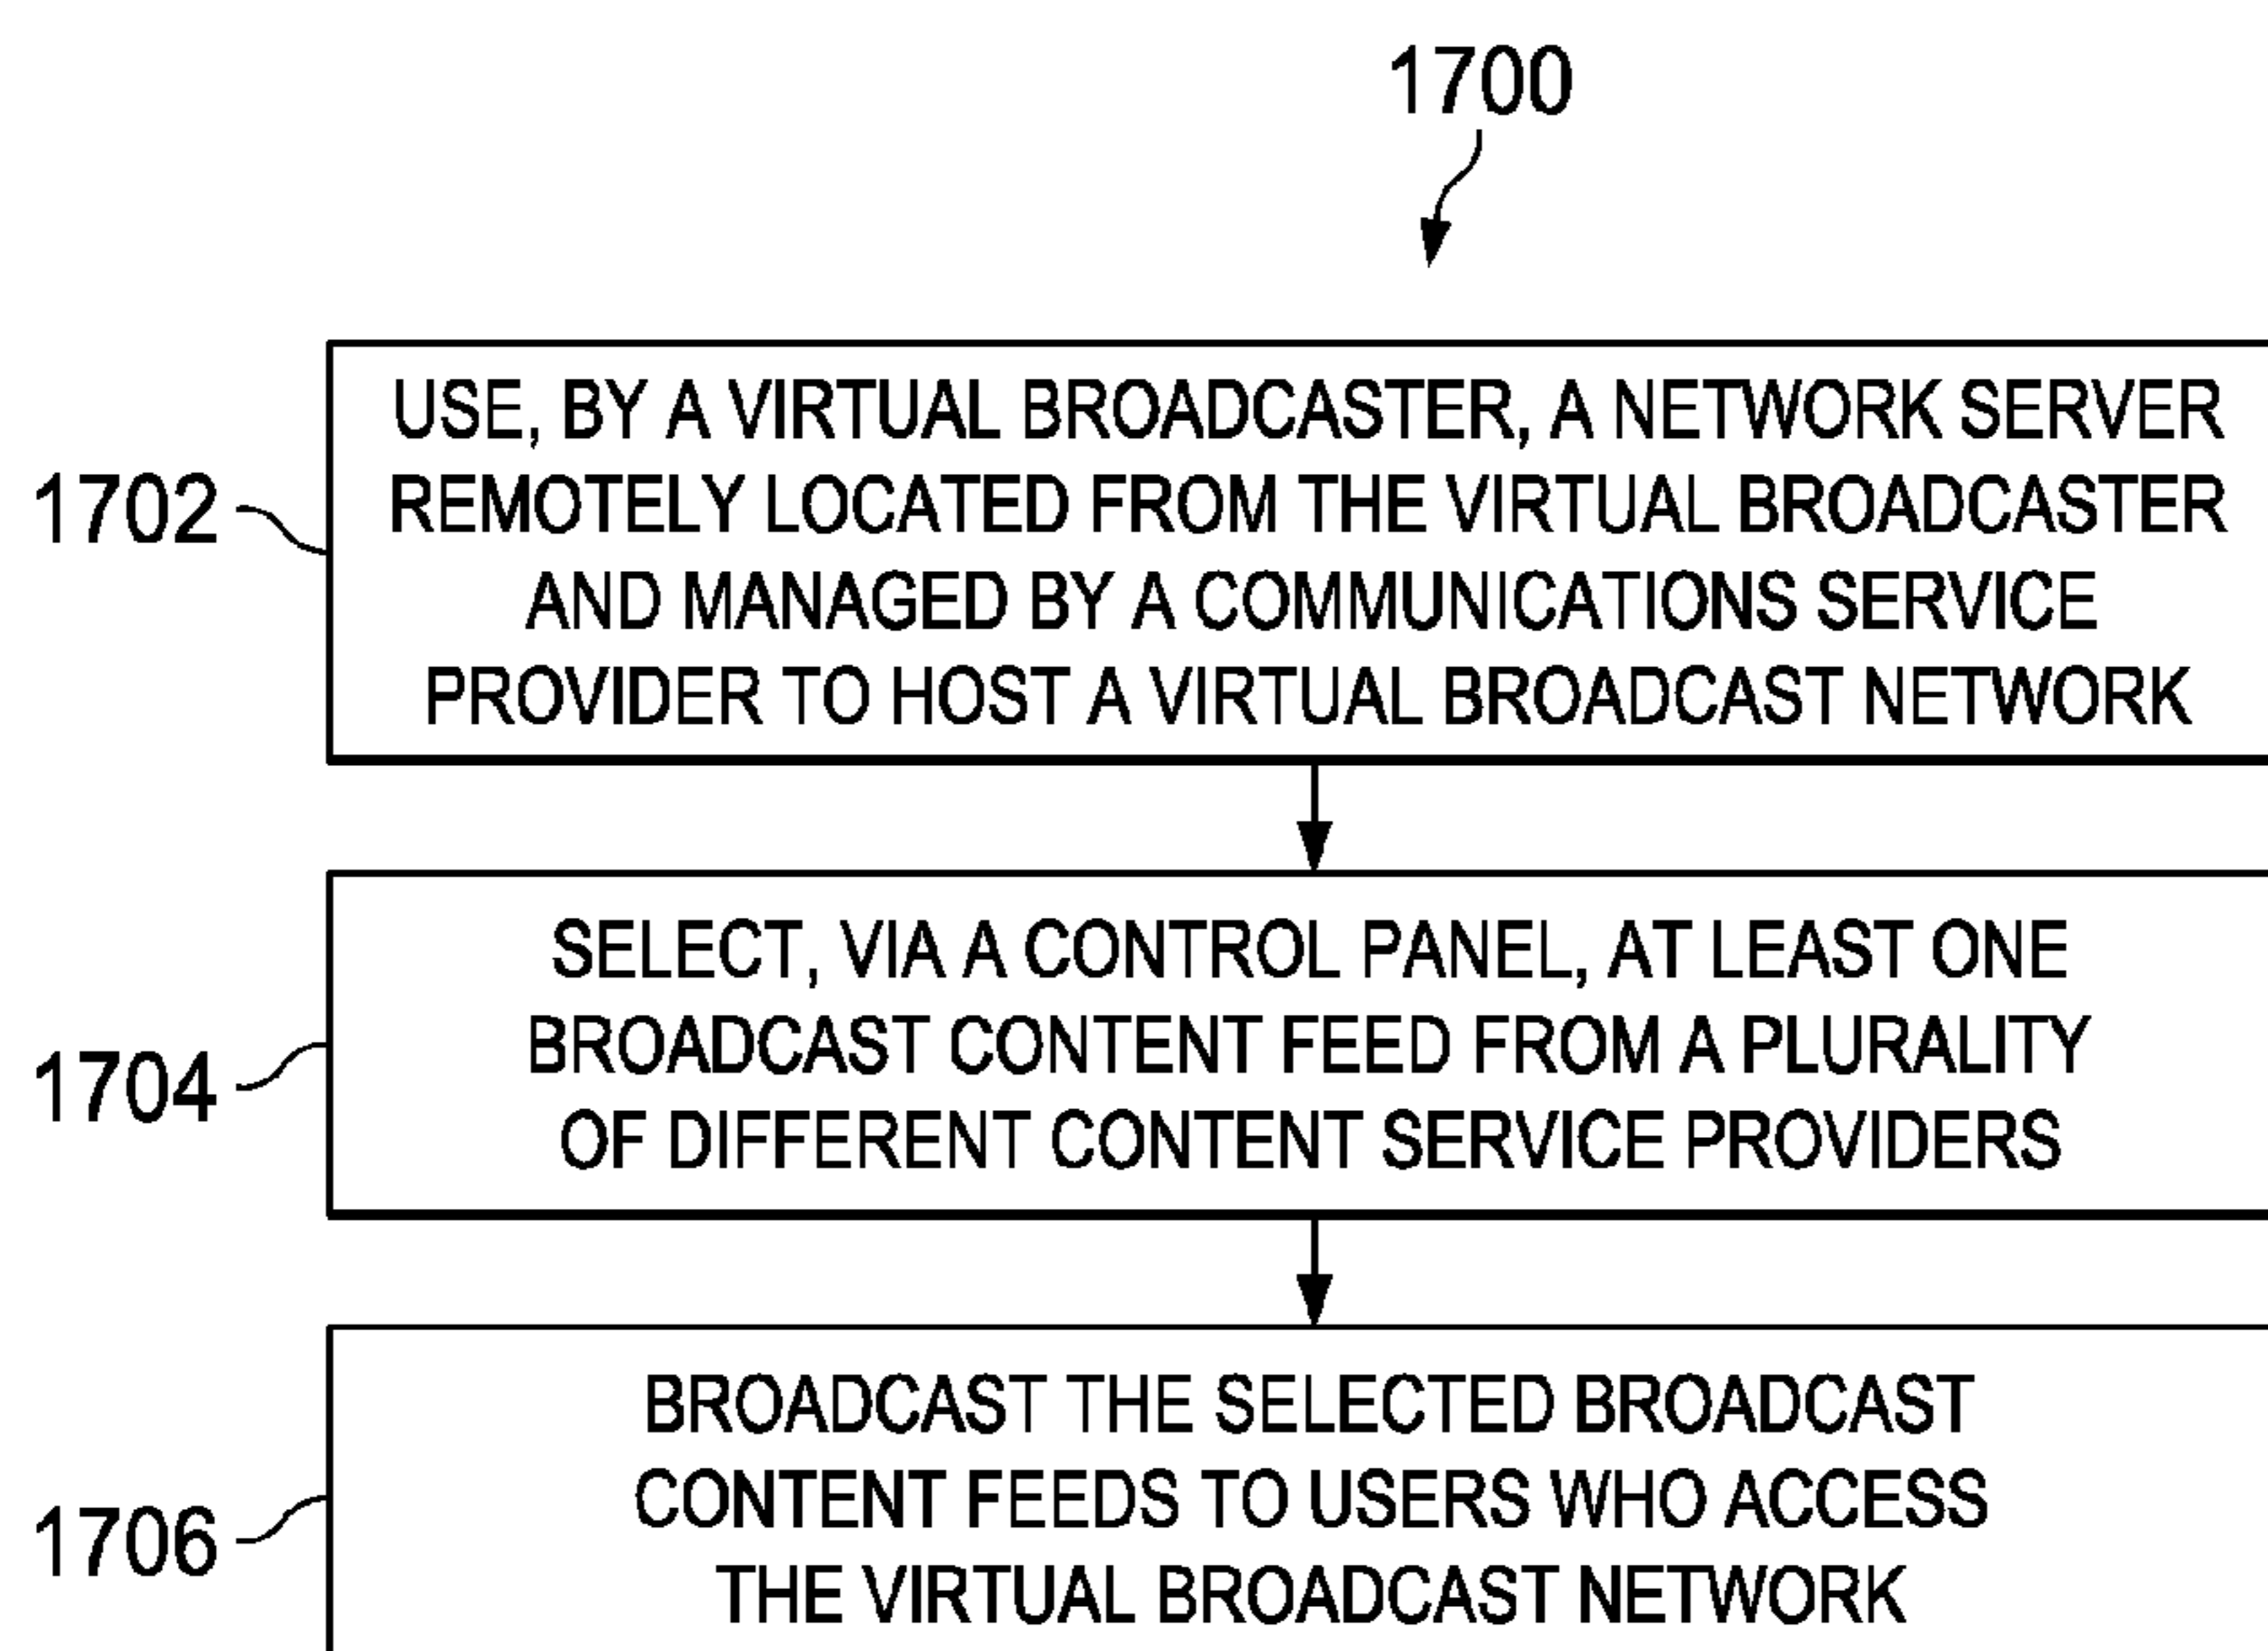 1700
USE, BY A VIRTUAL BROADCASTER, A NETWORK SERVER
REMOTELY LOCATED FROM THE VIRTUAL BROADCASTER
1702
AND MANAGED BY A COMMUNICATIONS SERVICE
PROVIDER TO HOST A VIRTUAL BROADCAST NETWORK
SELECT, VIA A CONTROL PANEL, AT LEAST ONE
BROADCAST CONTENT FEED FROM A PLURALITY
1704
OF DIFFERENT CONTENT SERVICE PROVIDERS
BROADCAST THE SELECTED BROADCAST
CONTENT FEEDS TO USERS WHO ACCESS
1706
THE VIRTUAL BROADCAST NETWORK